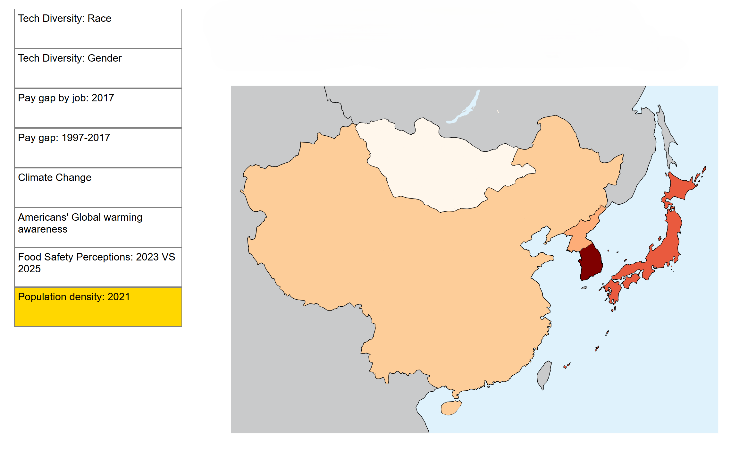 Tech Diversity: Race
Tech Diversity: Gender
Pay gap by job: 2017
Pay gap: 1997-2017
Climate Change
Americans' Global warming
awareness
Food Safety Perceptions: 2023 VS
2025
Population density: 2021